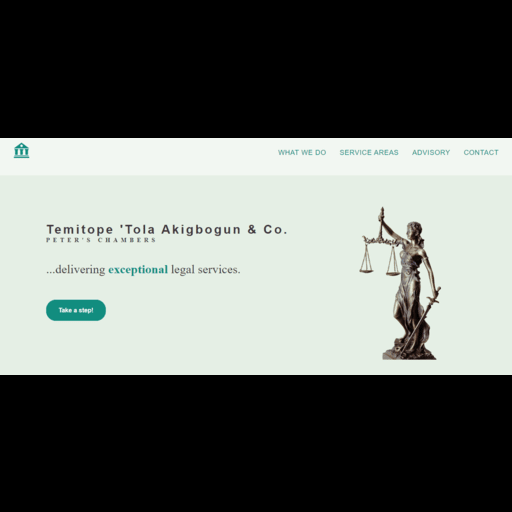 WHAT WE DO SERVICE AREAS ADVISORY CONTACT
Temitope 'Tola Akigbogun & Co.
PETER'S CHAMBERS
...delivering exceptional legal services.
Take a step!